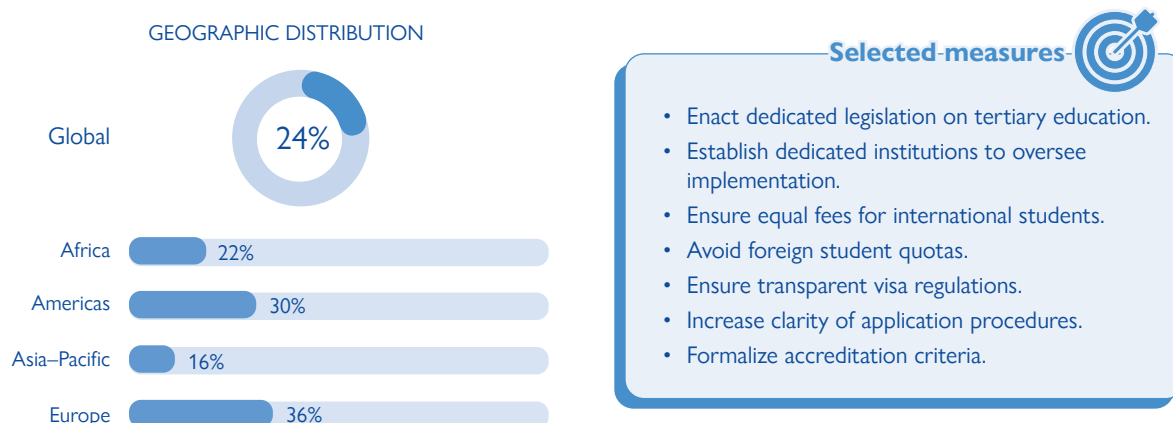 GEOGRAPHIC DISTRIBUTION
Global
24%
Africa
22%
Americas
30%
Asia–Pacific
16%
Europe
36%
Selected measures
• Enact dedicated legislation on tertiary education.
• Establish dedicated institutions to oversee
implementation.
• Ensure equal fees for international students.
• Avoid foreign student quotas.
• Ensure transparent visa regulations.
• Increase clarity of application procedures.
• Formalize accreditation criteria.